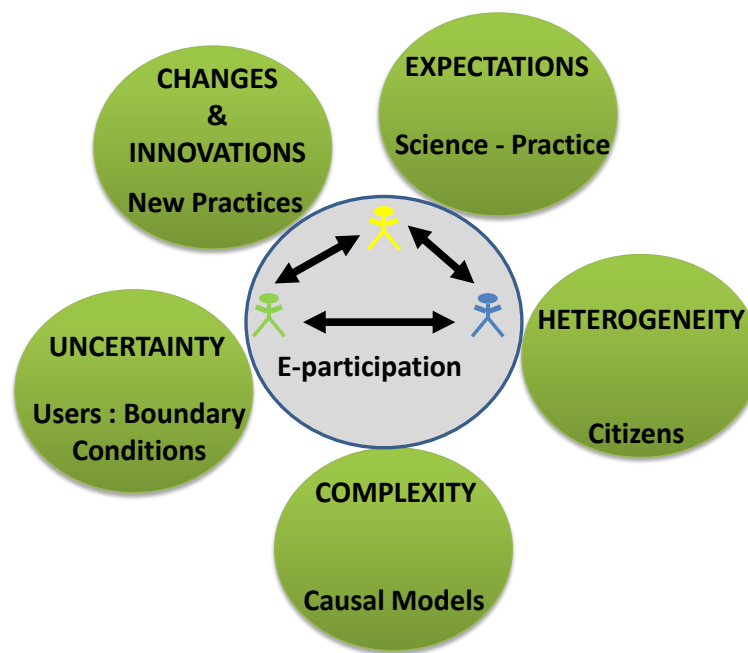 CHANGES
&
INNOVATIONS
New Practices
EXPECTATIONS
Science - Practice
HETEROGENEITY
Citizens
E-participation
UNCERTAINTY
Users : Boundary
Conditions
COMPLEXITY
Causal Models